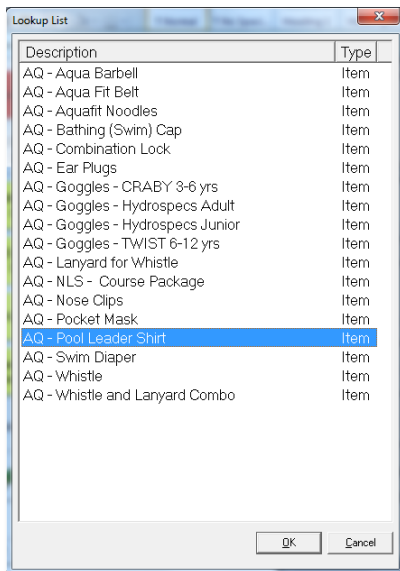 Lookup List
Description Type
AQ - Aqua Barbell Item
AQ - Aqua Fit Belt Item
AQ - Aquafit Noodles Item
AQ - Bathing (Swim) Cap Item
AQ - Combination Lock Item
AQ - Ear Plugs Item
AQ - Goggles - CRABY 3-6 yrs Item
AQ - Goggles - Hydrospecs Adult Item
AQ - Goggles - Hydrospecs Junior Item
AQ - Goggles - TWIST 6-12 yrs Item
AQ - Lanyard for Whistle Item
AQ - NLS - Course Package Item
AQ - Nose Clips Item
AQ - Pocket Mask Item
AQ - Pool Leader Shirt Item
AQ - Swim Diaper Item
AQ - Whistle Item
AQ - Whistle and Lanyard Combo Item
OK Cancel